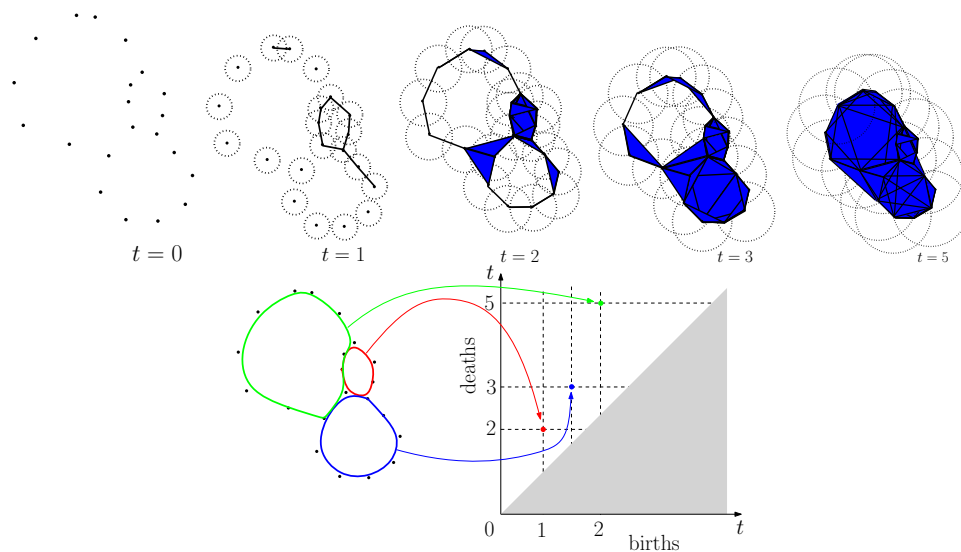 t = 0
t = 1
t = 2
t = 3
t = 5
t
5
deaths
3
2
0
1
2
t
births